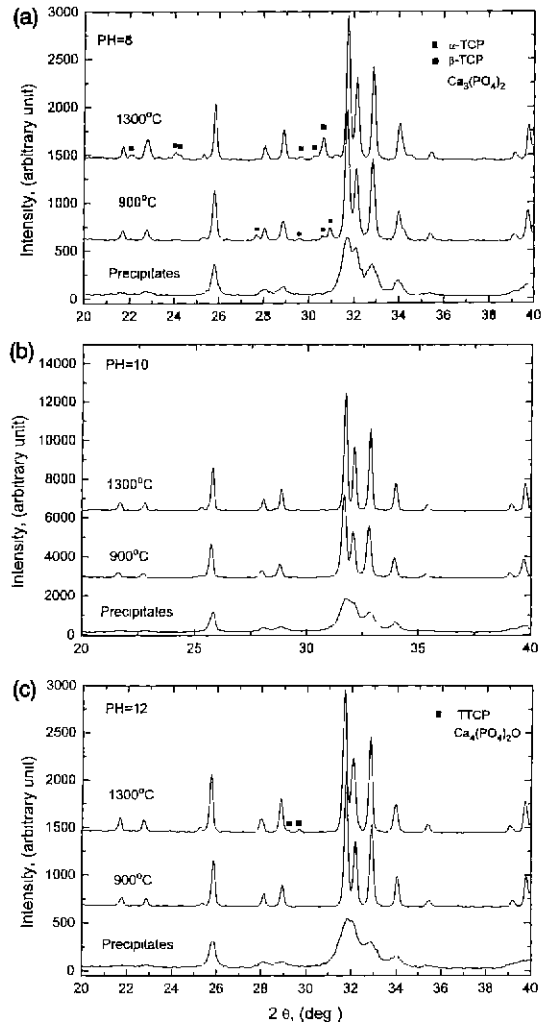 (a)
3000
2500
2000
1500
1000
500
0
PH=8
α-TCP
β-TCP
Ca3(PO4)2
1300°C
900°C
Precipitates
Intensity, (arbitrary unit)
20 22 24 26 28 30 32 34 36 38 40
(b)
14000
12000
10000
8000
6000
4000
2000
0
PH=10
1300°C
900°C
Precipitates
Intensity, (arbitrary unit)
20 25 30 35 40
(c)
3000
2500
2000
1500
1000
500
0
PH=12
TTCP
Ca4(PO4)2O
1300°C
900°C
Precipitates
Intensity, (arbitrary unit)
20 22 24 26 28 30 32 34 36 38 40
2 θ, (deg )